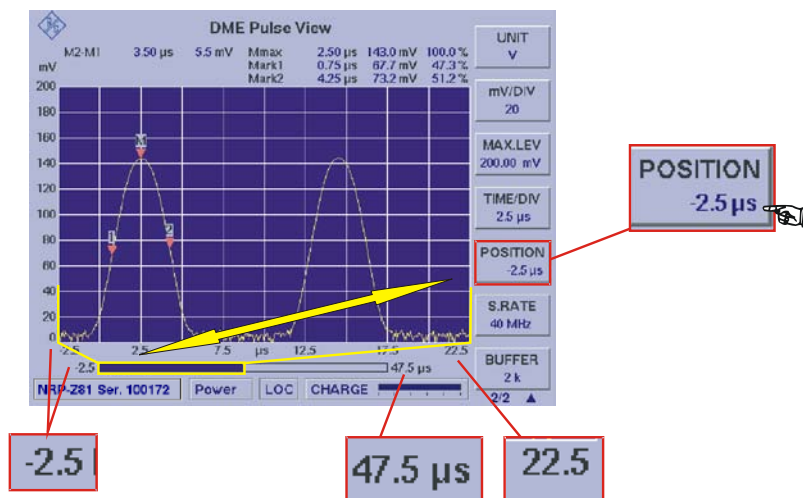 DME Pulse View
M2-M1 3.50 µs 5.5 mV Mmax 2.50 µs 143.0 mV 100.0 %
Mark1 0.75 µs 67.7 mV 47.3 %
Mark2 4.25 µs 73.2 mV 51.2 %
mV
200
180
160
140
120
100
80
60
40
20
0
M
1
2
-2.5 2.5 7.5 µs 12.5 17.5 22.5
-2.5 47.5 µs
NRP-Z81 Ser. 100172 Power LOC CHARGE
UNIT
V
mV/DIV
20
MAX.LEV
200.00 mV
TIME/DIV
2.5 µs
POSITION
-2.5 µs
S.RATE
40 MHz
BUFFER
2 k
2/2 ▲
POSITION
-2.5 µs
-2.5
47.5 µs
22.5